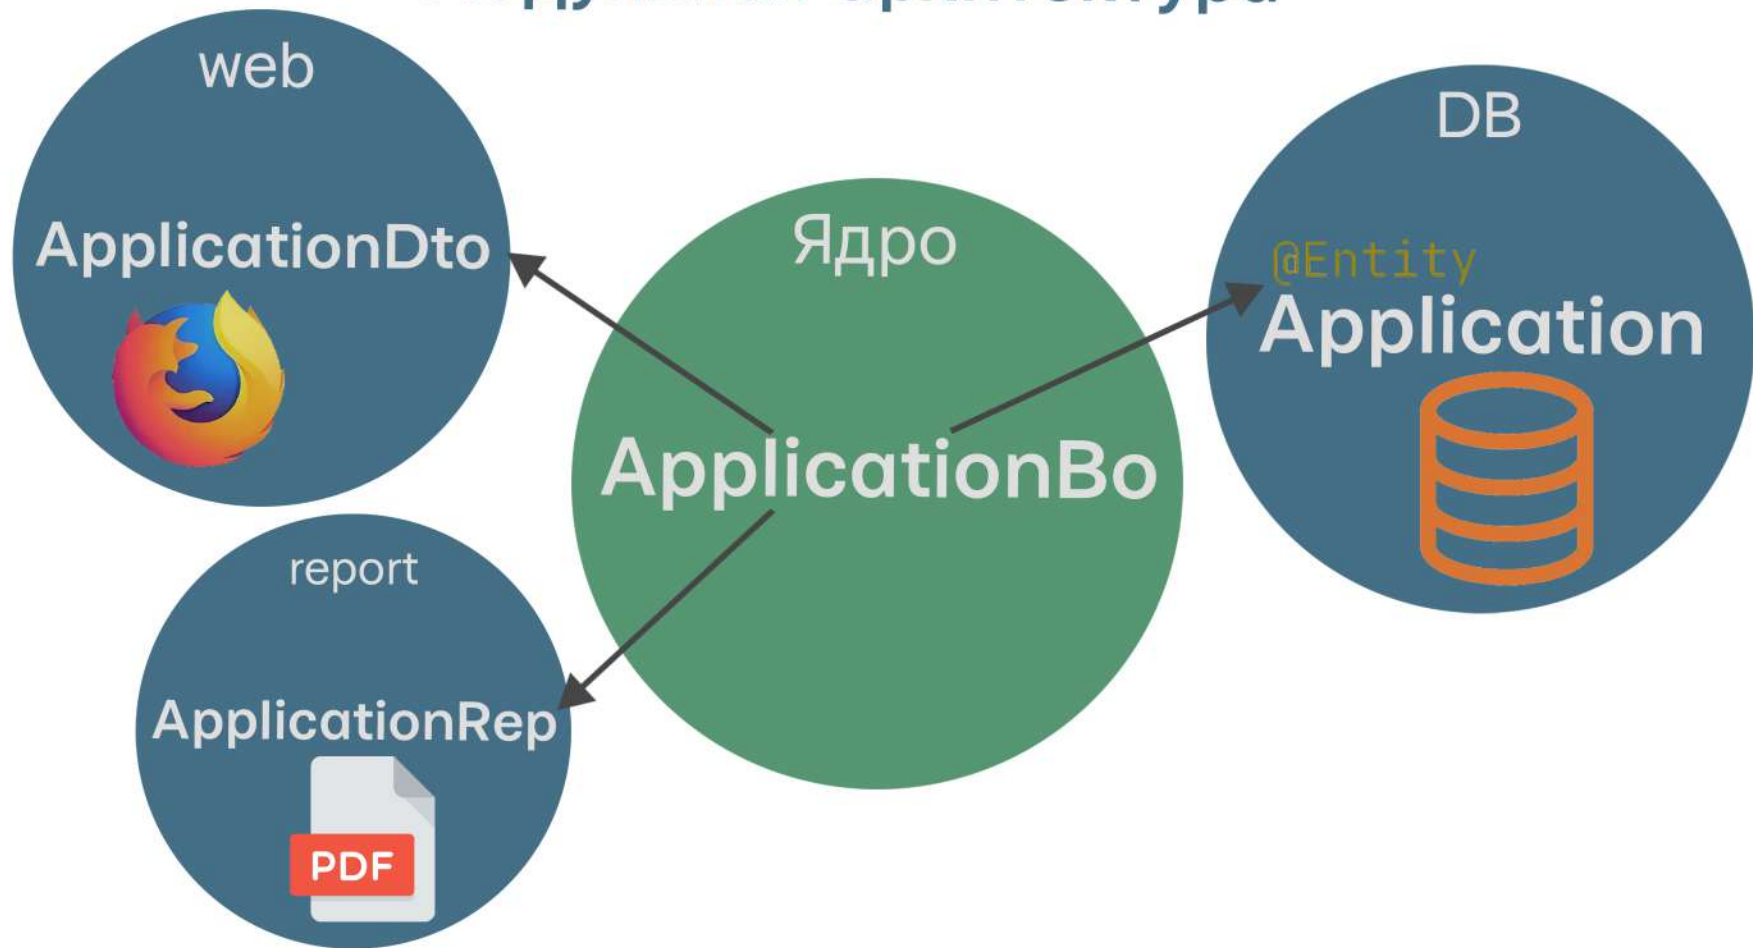 web
ApplicationDto
Ядро
ApplicationBo
DB
@Entity
Application
report
ApplicationRep
PDF